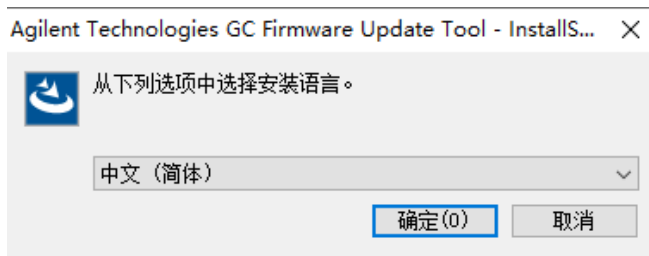 Agilent Technologies GC Firmware Update Tool - InstallS...
从下列选项中选择安装语言。
中文 (简体)
确定(O) 取消